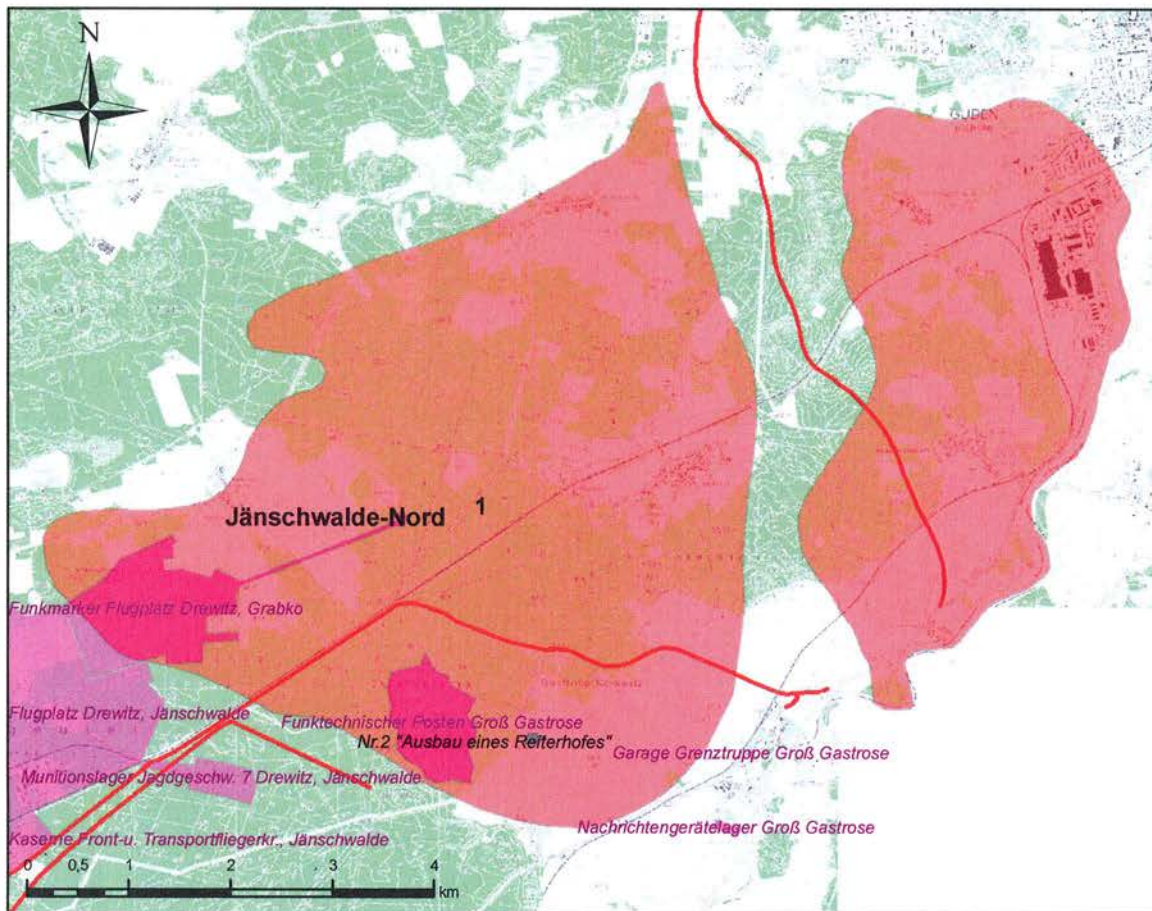 N
GUBEN
Jänschwalde-Nord 1
Funkmarker Flugplatz Drewitz, Grabko
Flugplatz Drewitz, Jänschwalde
Funktechnischer Posten Groß Gastrose
Nr.2 "Ausbau eines Reiterhofes"
Garage Grenztruppe Groß Gastrose
Munitionslager Jagdgeschw. 7 Drewitz, Jänschwalde
Nachrichtengerätelager Groß Gastrose
Kaserne Front-u. Transportfliegerkr., Jänschwalde
0 0,5 1 2 3 4
km